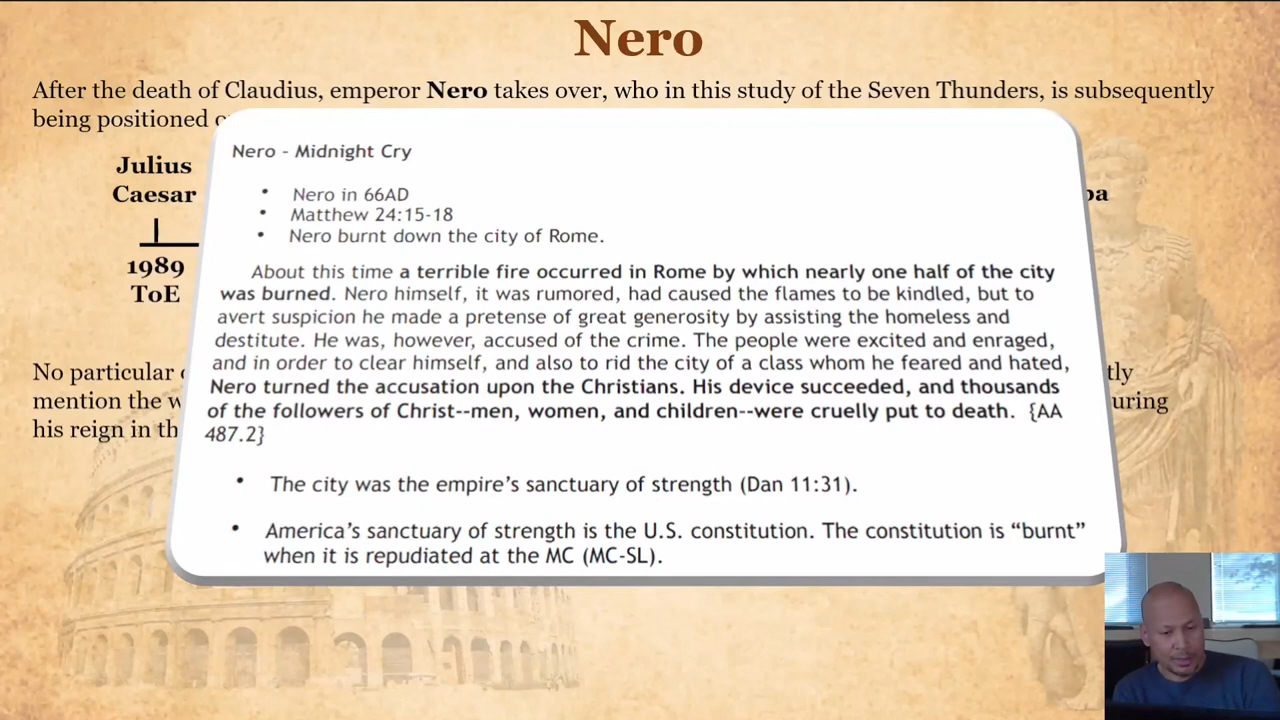 Nero
After the death of Claudius, emperor Nero takes over, who in this study of the Seven Thunders, is subsequently
being positioned
Julius
Caesar
1989
ToE
No particular
mention the
his reign in
Nero - Midnight Cry
• Nero in 66AD
• Matthew 24:15-18
• Nero burnt down the city of Rome.
About this time a terrible fire occurred in Rome by which nearly one half of the city
was burned. Nero himself, it was rumored, had caused the flames to be kindled, but to
avert suspicion he made a pretense of great generosity by assisting the homeless and
destitute. He was, however, accused of the crime. The people were excited and enraged,
and in order to clear himself, and also to rid the city of a class whom he feared and hated,
Nero turned the accusation upon the Christians. His device succeeded, and thousands
of the followers of Christ--men, women, and children--were cruelly put to death. {AA
487.2}
• The city was the empire's sanctuary of strength (Dan 11:31).
• America's sanctuary of strength is the U.S. constitution. The constitution is "burnt"
when it is repudiated at the MC (MC-SL).